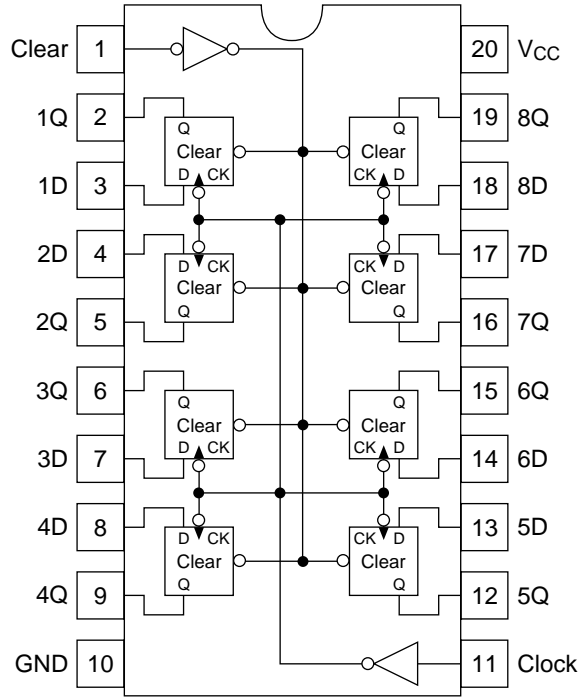 Clear 1 20 VCC
1Q 2 Q Q 19 8Q
Clear Clear
1D 3 D CK CK D 18 8D
2D 4 D CK CK D 17 7D
Clear Clear
2Q 5 Q Q 16 7Q
3Q 6 Q Q 15 6Q
Clear Clear
3D 7 D CK CK D 14 6D
4D 8 D CK CK D 13 5D
Clear Clear
4Q 9 Q Q 12 5Q
GND 10 11 Clock